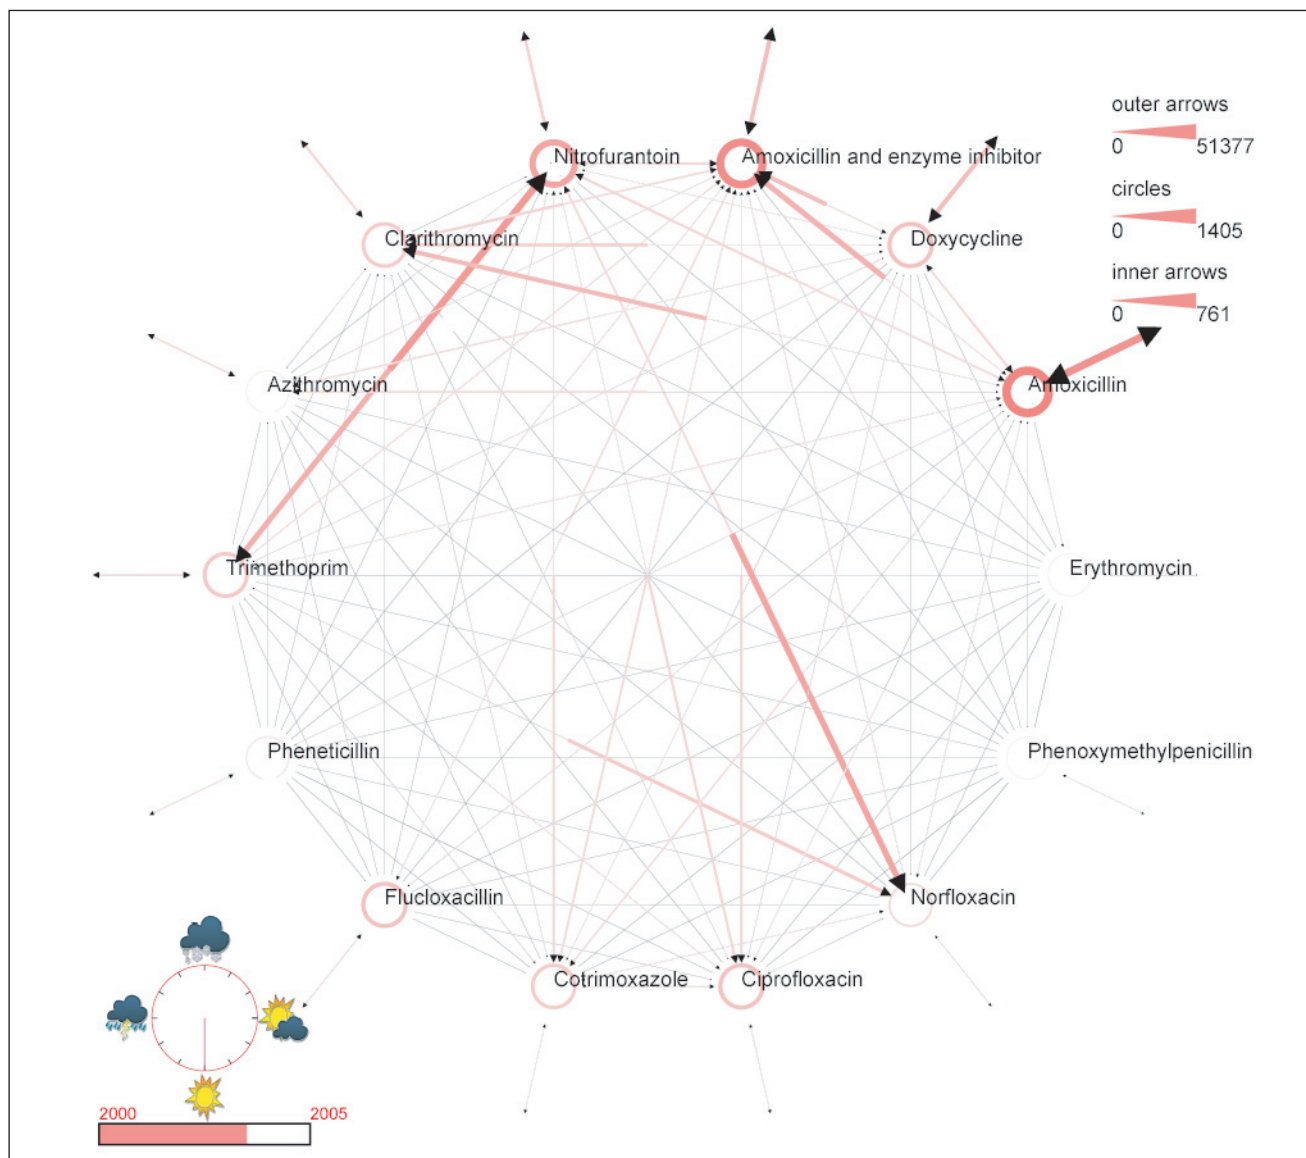 outer arrows
0 51377
circles
0 1405
inner arrows
0 761
Nitrofurantoin
Amoxicillin and enzyme inhibitor
Clarithromycin
Doxycycline
Azithromycin
Amoxicillin
Trimethoprim
Erythromycin
Pheneticillin
Phenoxymethylpenicillin
Flucloxacillin
Norfloxacin
Cotrimoxazole
Ciprofloxacin
2000 2005